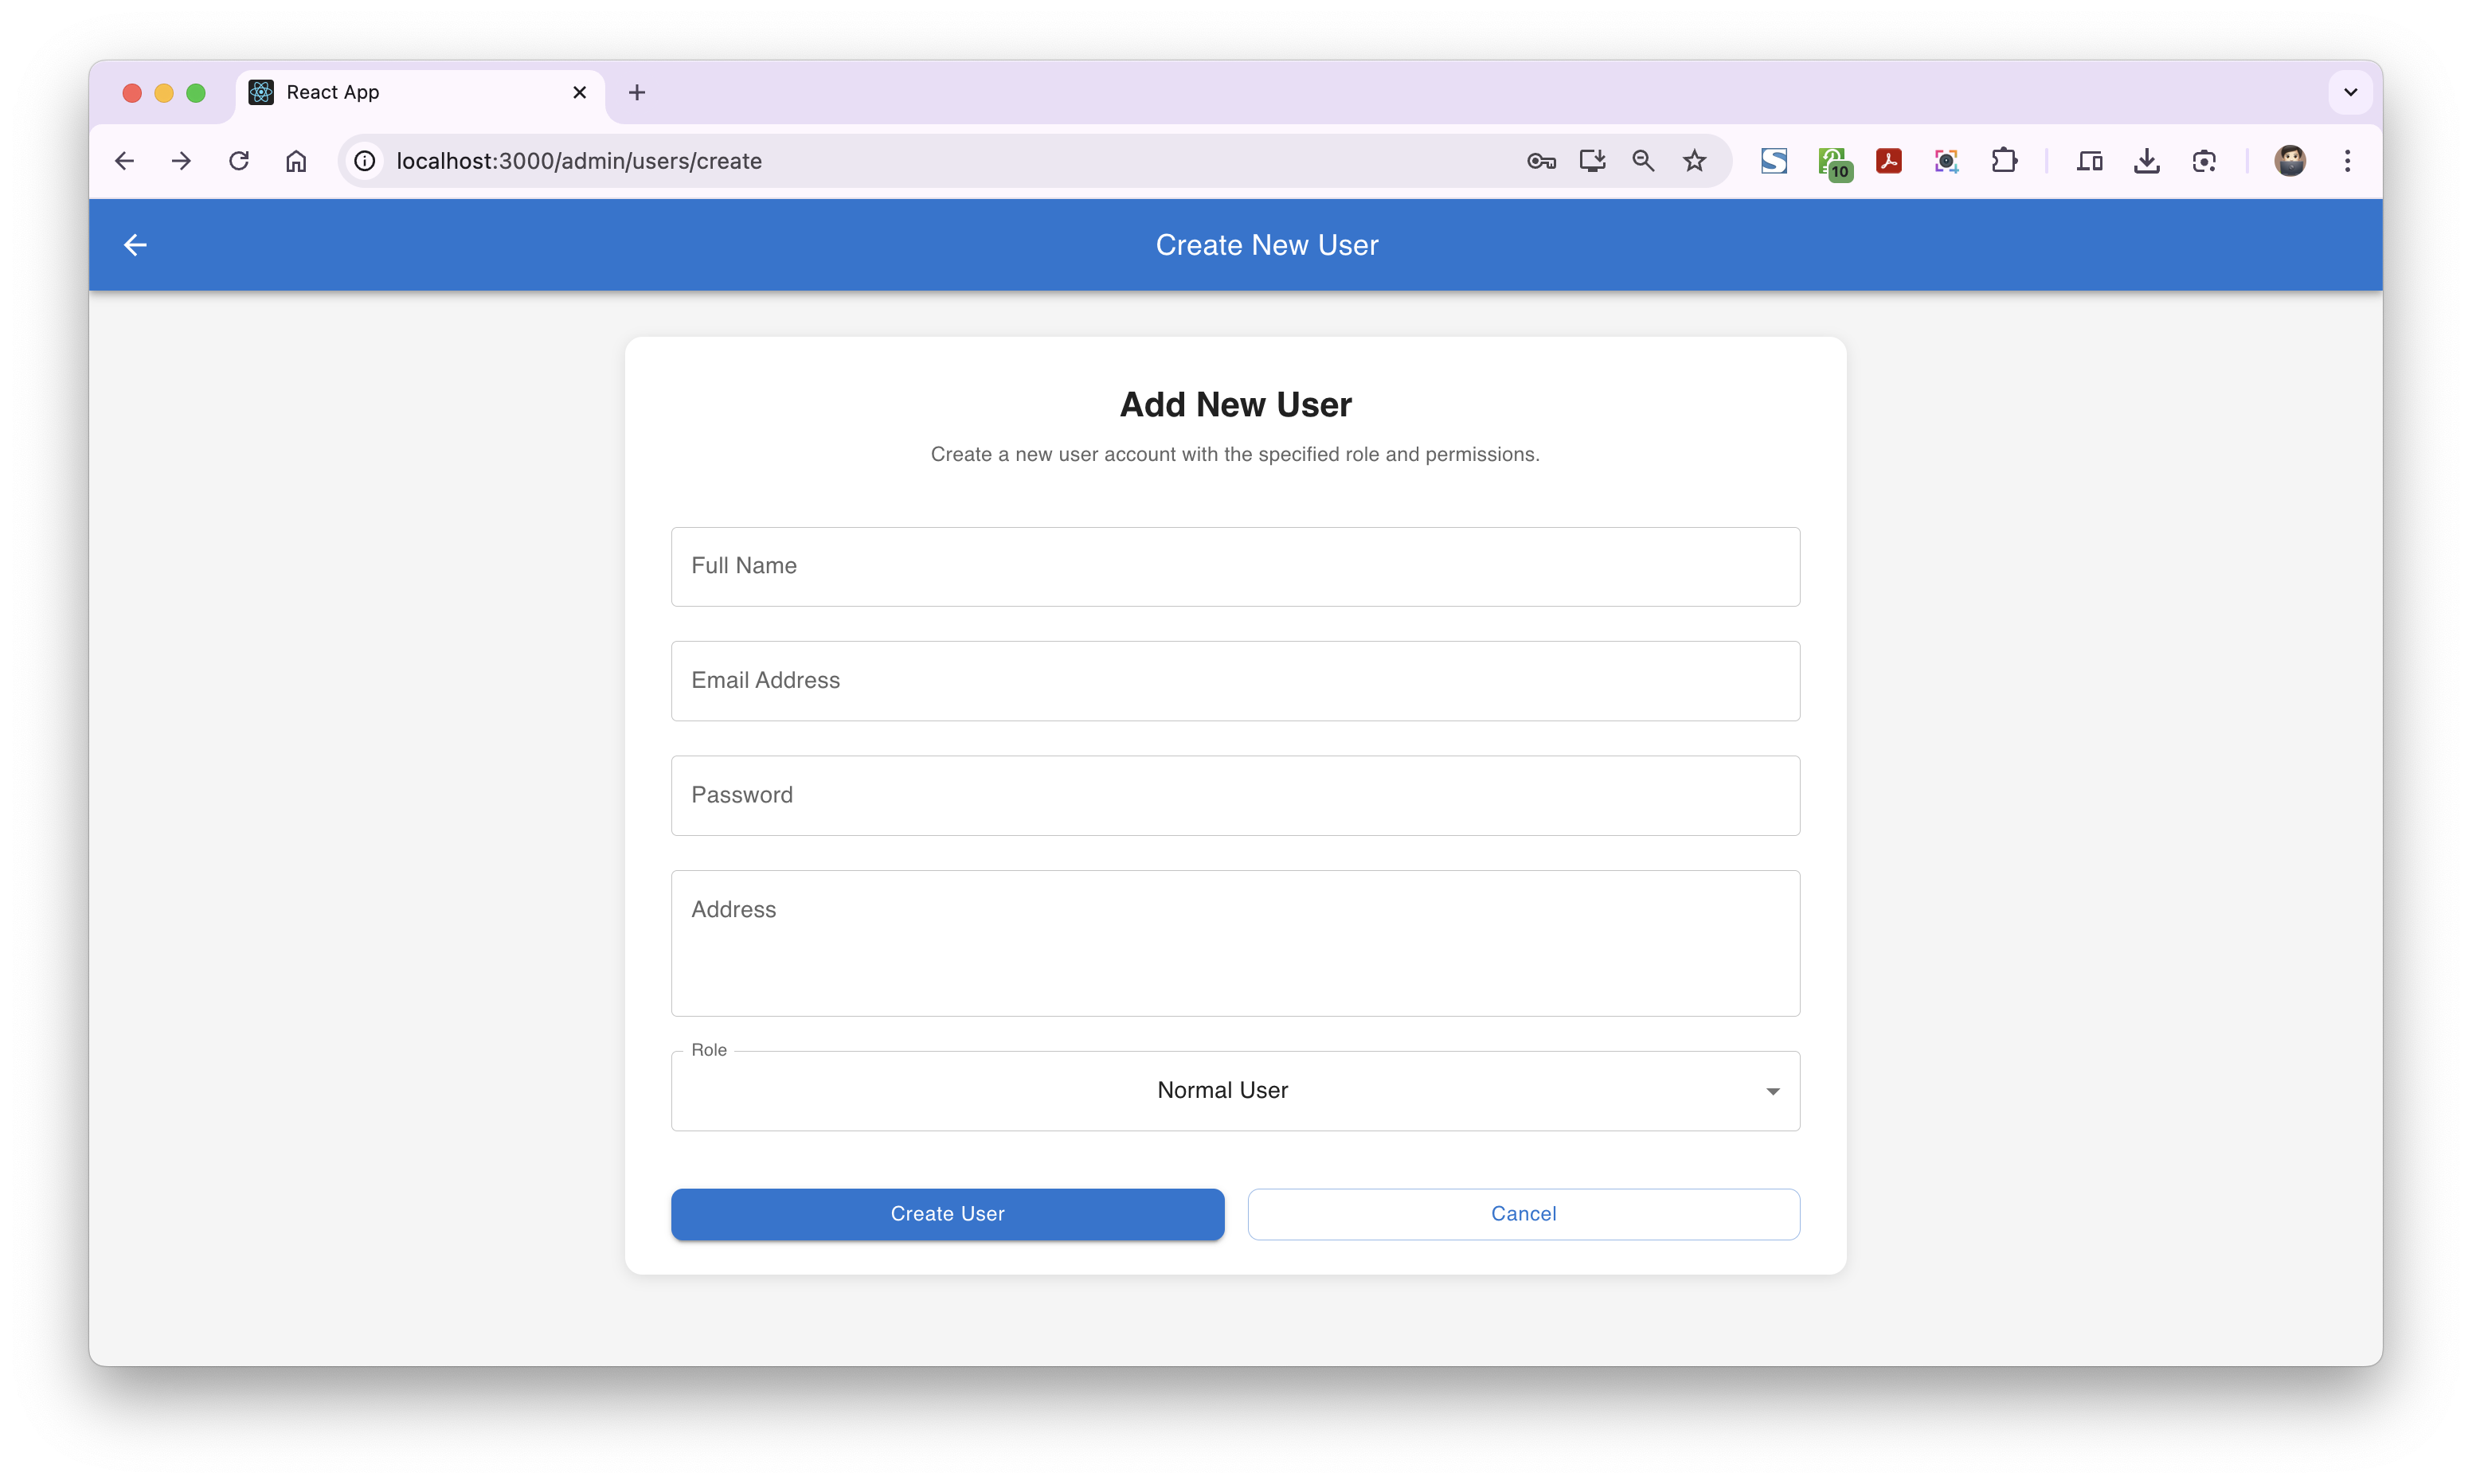 React App
localhost:3000/admin/users/create
10
Create New User
Add New User
Create a new user account with the specified role and permissions.
Full Name
Email Address
Password
Address
Role
Normal User
Create User
Cancel